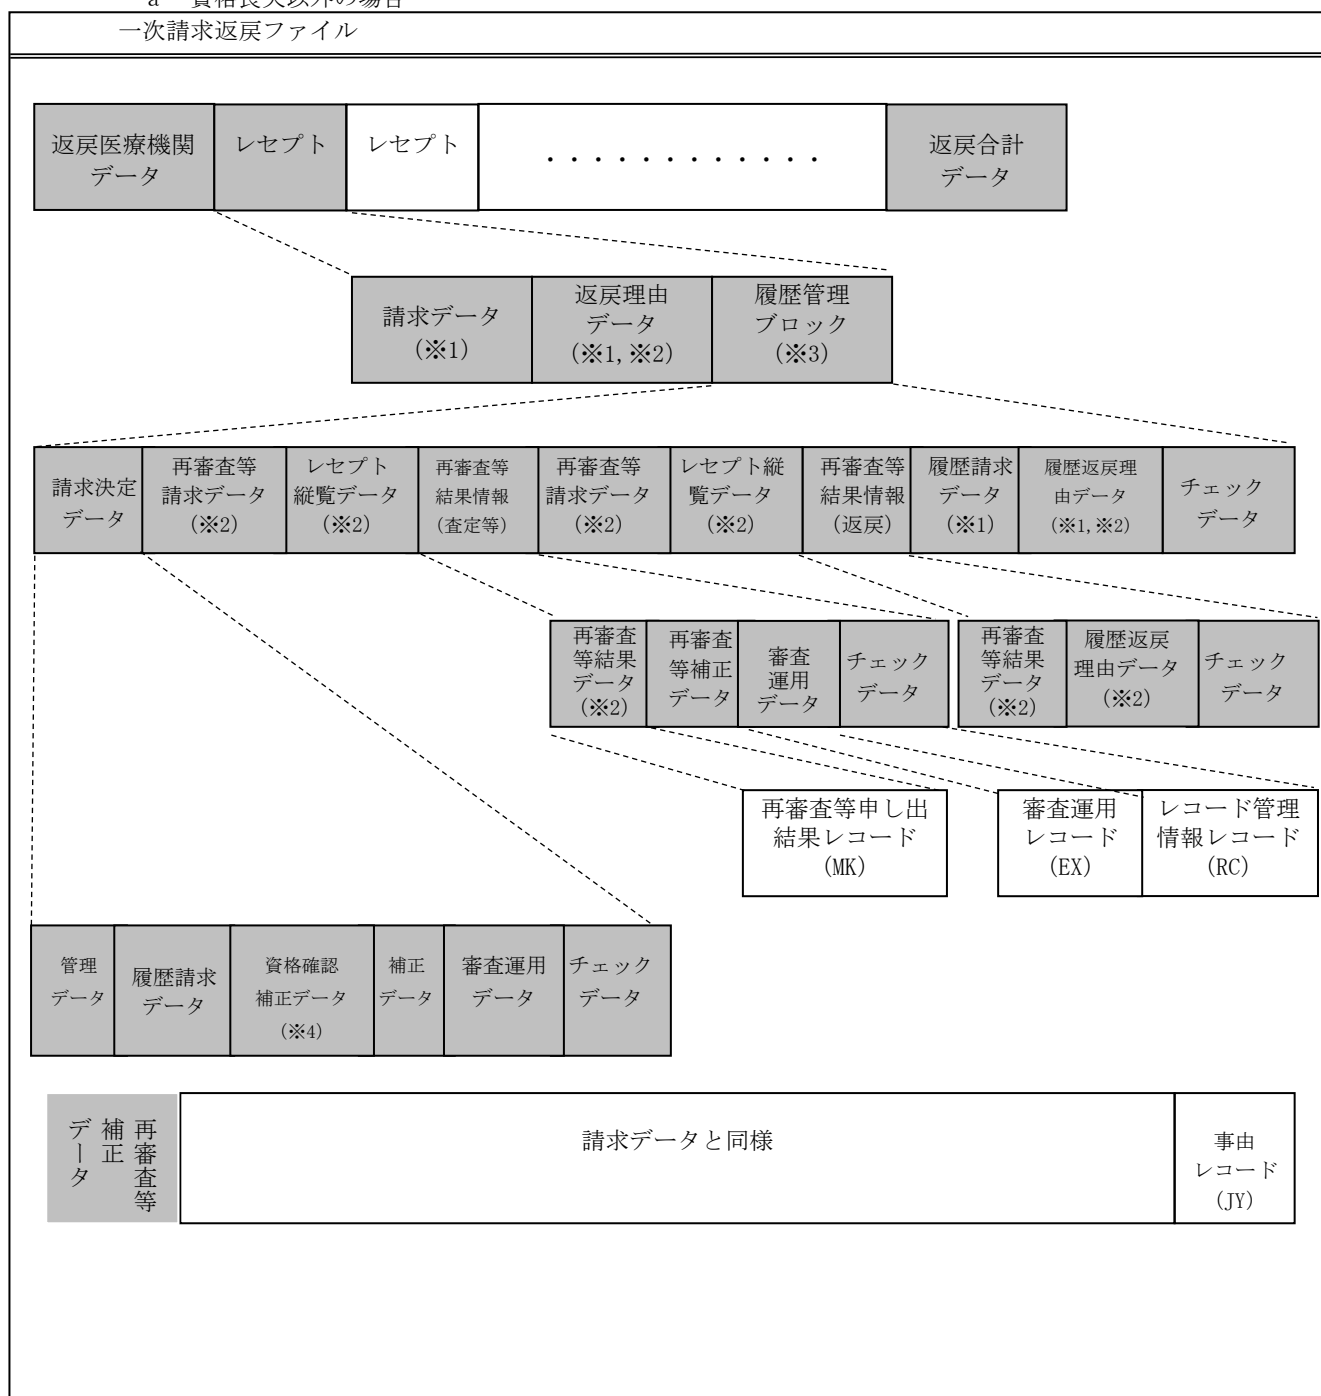 a 資格喪失以外の場合
一次請求返戻ファイル
返戻医療機関
データ
レセプト
レセプト
・・・・・・・・・・・・・
返戻合計
データ
請求データ
(※1)
返戻理由
データ
(※1,※2)
履歴管理
ブロック
(※3)
請求決定
データ
再審査等
請求データ
(※2)
レセプト
縦覧データ
(※2)
再審査等
結果情報
(査定等)
再審査等
請求データ
(※2)
レセプト縦
覧データ
(※2)
再審査等
結果情報
(返戻)
履歴請求
データ
(※1)
履歴返戻理
由データ
(※1,※2)
チェック
データ
再審査
等結果
データ
(※2)
再審査
等補正
データ
審査
運用
データ
チェック
データ
再審査
等結果
データ
(※2)
履歴返戻
理由データ
(※2)
チェック
データ
再審査等申し出
結果レコード
(MK)
審査運用
レコード
(EX)
レコード管理
情報レコード
(RC)
管理
データ
履歴請求
データ
資格確認
補正データ
(※4)
補正
データ
審査運用
データ
チェック
データ
再審査等
補正
データ
請求データと同様
事由
レコード
(JY)